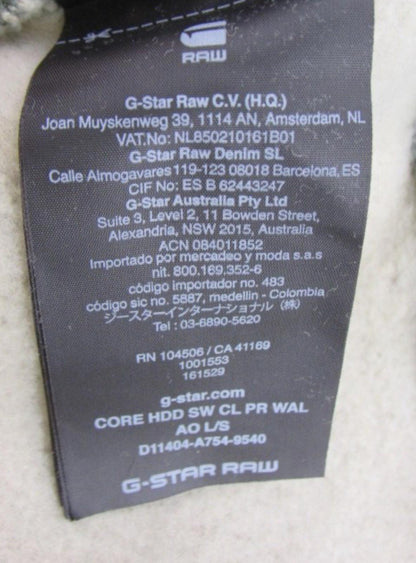 RAW
G-Star Raw C.V. (H.Q.)
Joan Muyskenweg 39, 1114 AN, Amsterdam, NL
VAT.No: NL850210161B01
G-Star Raw Denim SL
Calle Almogavares 119-123 08018 Barcelona, ES
CIF No: ES B 62443247
G-Star Australia Pty Ltd
Suite 3, Level 2, 11 Bowden Street,
Alexandria, NSW 2015, Australia
ACN 084011852
Importado por mercadeo y moda s.a.s
nit. 800.169.352-6
código importador no. 483
código sic no. 5887, medellin - Colombia
ジースターインターナショナル (株)
Tel : 03-6890-5620
RN 104506 / CA 41169
1001553
161529
g-star.com
CORE HDD SW CL PR WAL
AO L/S
D11404-A754-9540
G-STAR RAW